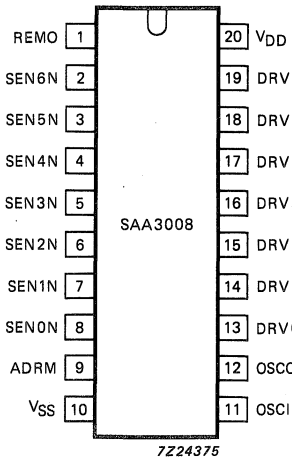 REMO 1
SEN6N 2
SEN5N 3
SEN4N 4
SEN3N 5
SEN2N 6
SEN1N 7
SEN0N 8
ADRM 9
VSS 10
SAA3008
20 VDD
19 DRV
18 DRV
17 DRV
16 DRV
15 DRV
14 DRV
13 DRV
12 OSCO
11 OSCI
7Z24375